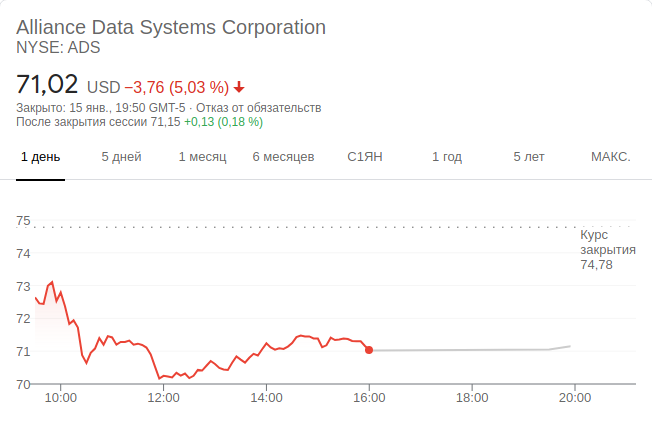 Alliance Data Systems Corporation
NYSE: ADS
71,02 USD −3,76 (5,03 %)
Закрыто: 15 янв., 19:50 GMT-5 · Отказ от обязательств
После закрытия сессии 71,15 +0,13 (0,18 %)
1 день 5 дней 1 месяц 6 месяцев С1ЯН 1 год 5 лет МАКС.
75
Курс
закрытия
74,78
74
73
72
71
70
10:00 12:00 14:00 16:00 18:00 20:00